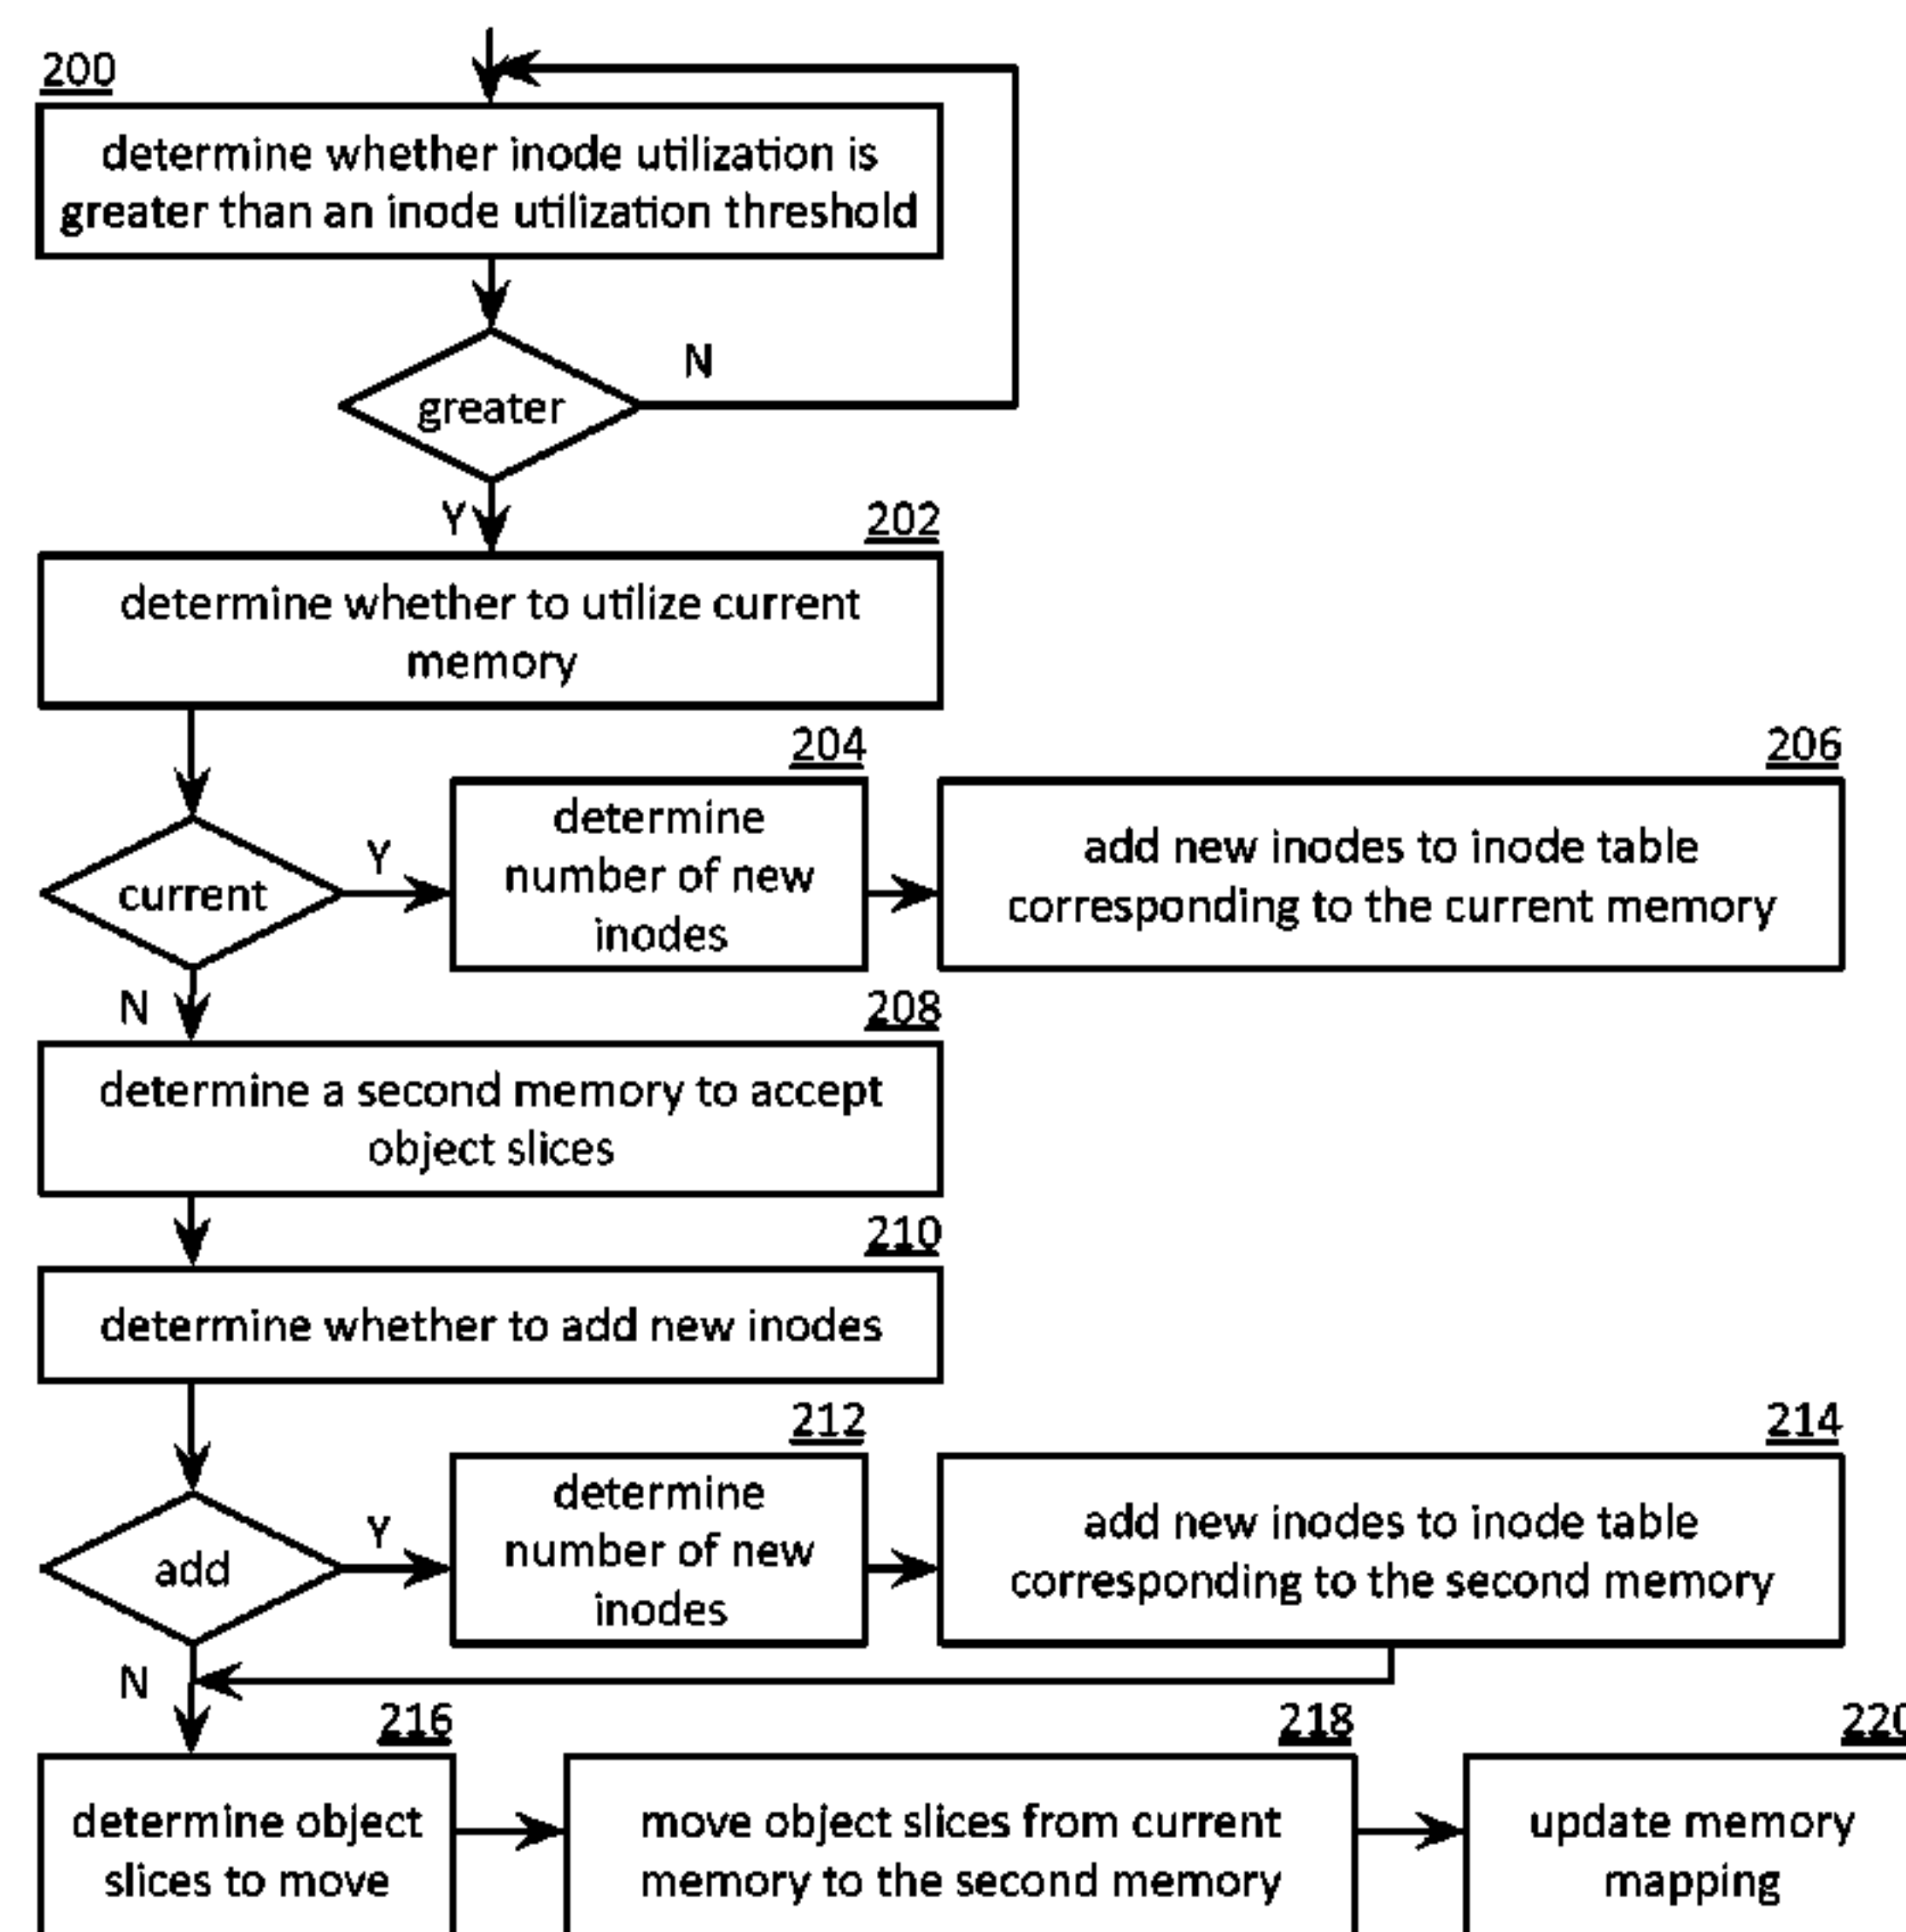 200
determine whether inode utilization is
greater than an inode utilization threshold
greater
N
Y
202
determine whether to utilize current
memory
204
206
current
Y
determine
number of new
inodes
add new inodes to inode table
corresponding to the current memory
N
208
determine a second memory to accept
object slices
210
determine whether to add new inodes
212
214
add
Y
determine
number of new
inodes
add new inodes to inode table
corresponding to the second memory
N
216
218
220
determine object
slices to move
move object slices from current
memory to the second memory
update memory
mapping